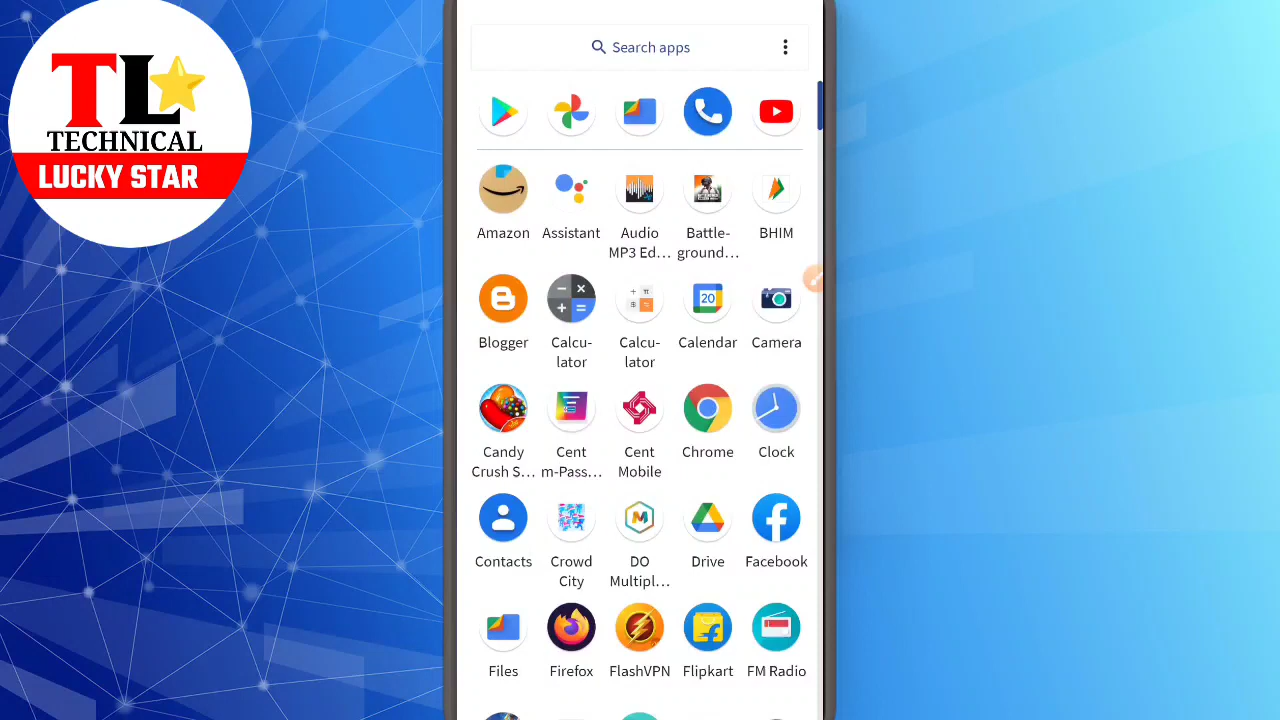 TL
TECHNICAL
LUCKY STAR
Search apps
Amazon
Assistant
Audio
MP3 Ed...
Battle-
ground...
BHIM
Blogger
Calcu-
lator
Calcu-
lator
20
Calendar
Camera
Candy
Crush S...
Cent
m-Pass...
Cent
Mobile
Chrome
Clock
Contacts
Crowd
City
DO
Multipl...
Drive
Facebook
Files
Firefox
FlashVPN
Flipkart
FM Radio